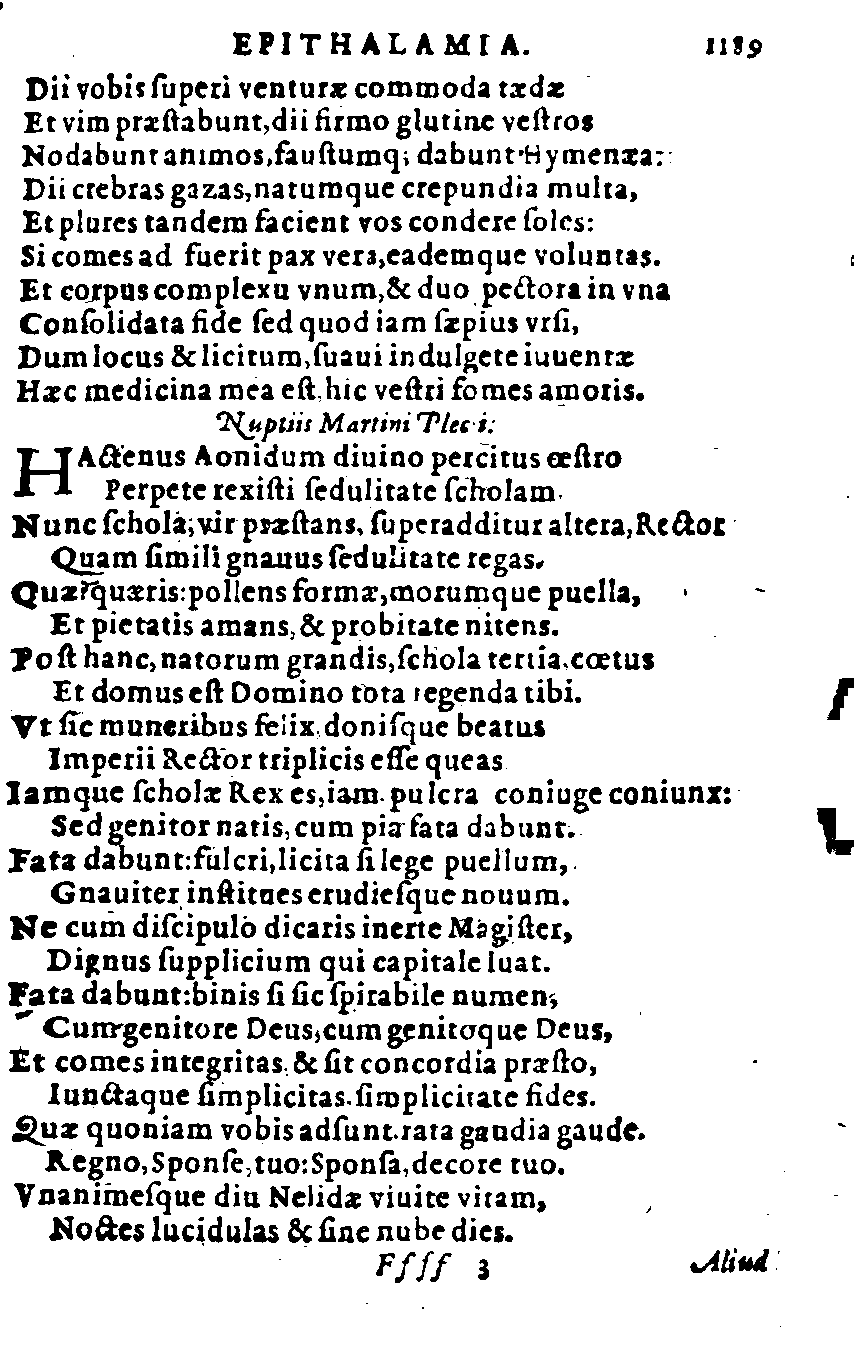 EPITHALAMIA. 1189
Dii vobis ſuperi venturæ commoda tædæ
Et vim præſtabunt, dii firmo glutine veſtros
Nodabunt animos, fauſtumq; dabunt Hymenæa:
Dii crebras gazas, natumque crepundia multa,
Et plures tandem facient vos condere ſoles:
Si comes ad fuerit pax vera, eademque voluntas.
Et corpus complexu vnum, & duo pectora in vna
Conſolidata fide ſed quod iam ſæpius vrſi,
Dum locus & licitum, ſuaui indulgete iuuentæ
Hæc medicina mea eſt, hic veſtri fomes amoris.
Nuptiis Martini
HActenus Aonidum diuino percitus œſtro
Perpete rexiſti ſedulitate ſcholam.
Nunc ſchola, vir præſtans, ſuperadditur altera, Rector
Quam ſimili gnauus ſedulitate regas.
Quæ? quæris: pollens formæ, morumque puella,
Et pietatis amans, & probitate nitens.
Poſt hanc, natorum grandis, ſchola tertia, cœtus
Et domus eſt Domino tota regenda tibi.
Vt ſic muneribus felix, doniſque beatus
Imperii Rector triplicis eſſe queas
Iamque ſcholæ Rex es, iam pulcra coniuge coniunx:
Sed genitor natis, cum pia fata dabunt.
Fata dabunt: fulcri, licita ſi lege puellum,
Gnauiter inſtitues erudieſque nouum.
Ne cum diſcipulo dicaris inerte Magiſter,
Dignus ſupplicium qui capitale luat.
Fata dabunt: binis ſi ſic ſpirabile numen,
Cum genitore Deus, cum genitoque Deus,
Et comes integritas, & ſit concordia præſto,
Iunctaque ſimplicitas ſimplicitate fides.
Quæ quoniam vobis adſunt rata gaudia gaude.
Regno, Sponſe, tuo: Sponſa, decore tuo.
Vnanimeſque diu Nelidæ viuite vitam,
Noctes lucidulas & ſine nube dies.
Fſſſ 3 Aliud